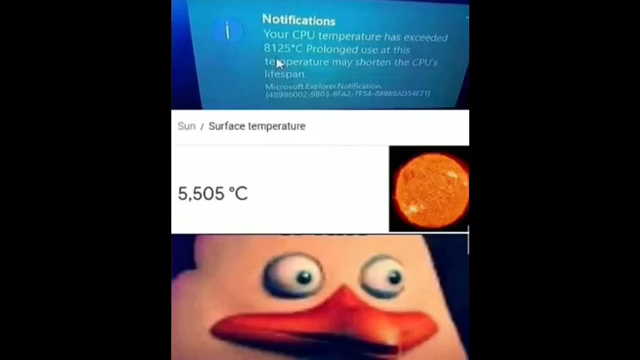 Notifications
Your CPU temperature has exceeded
8125°C Prolonged use at this
temperature may shorten the CPU's
lifespan.
Microsoft.Explorer.Notification.
Sun / Surface temperature
5,505 °C